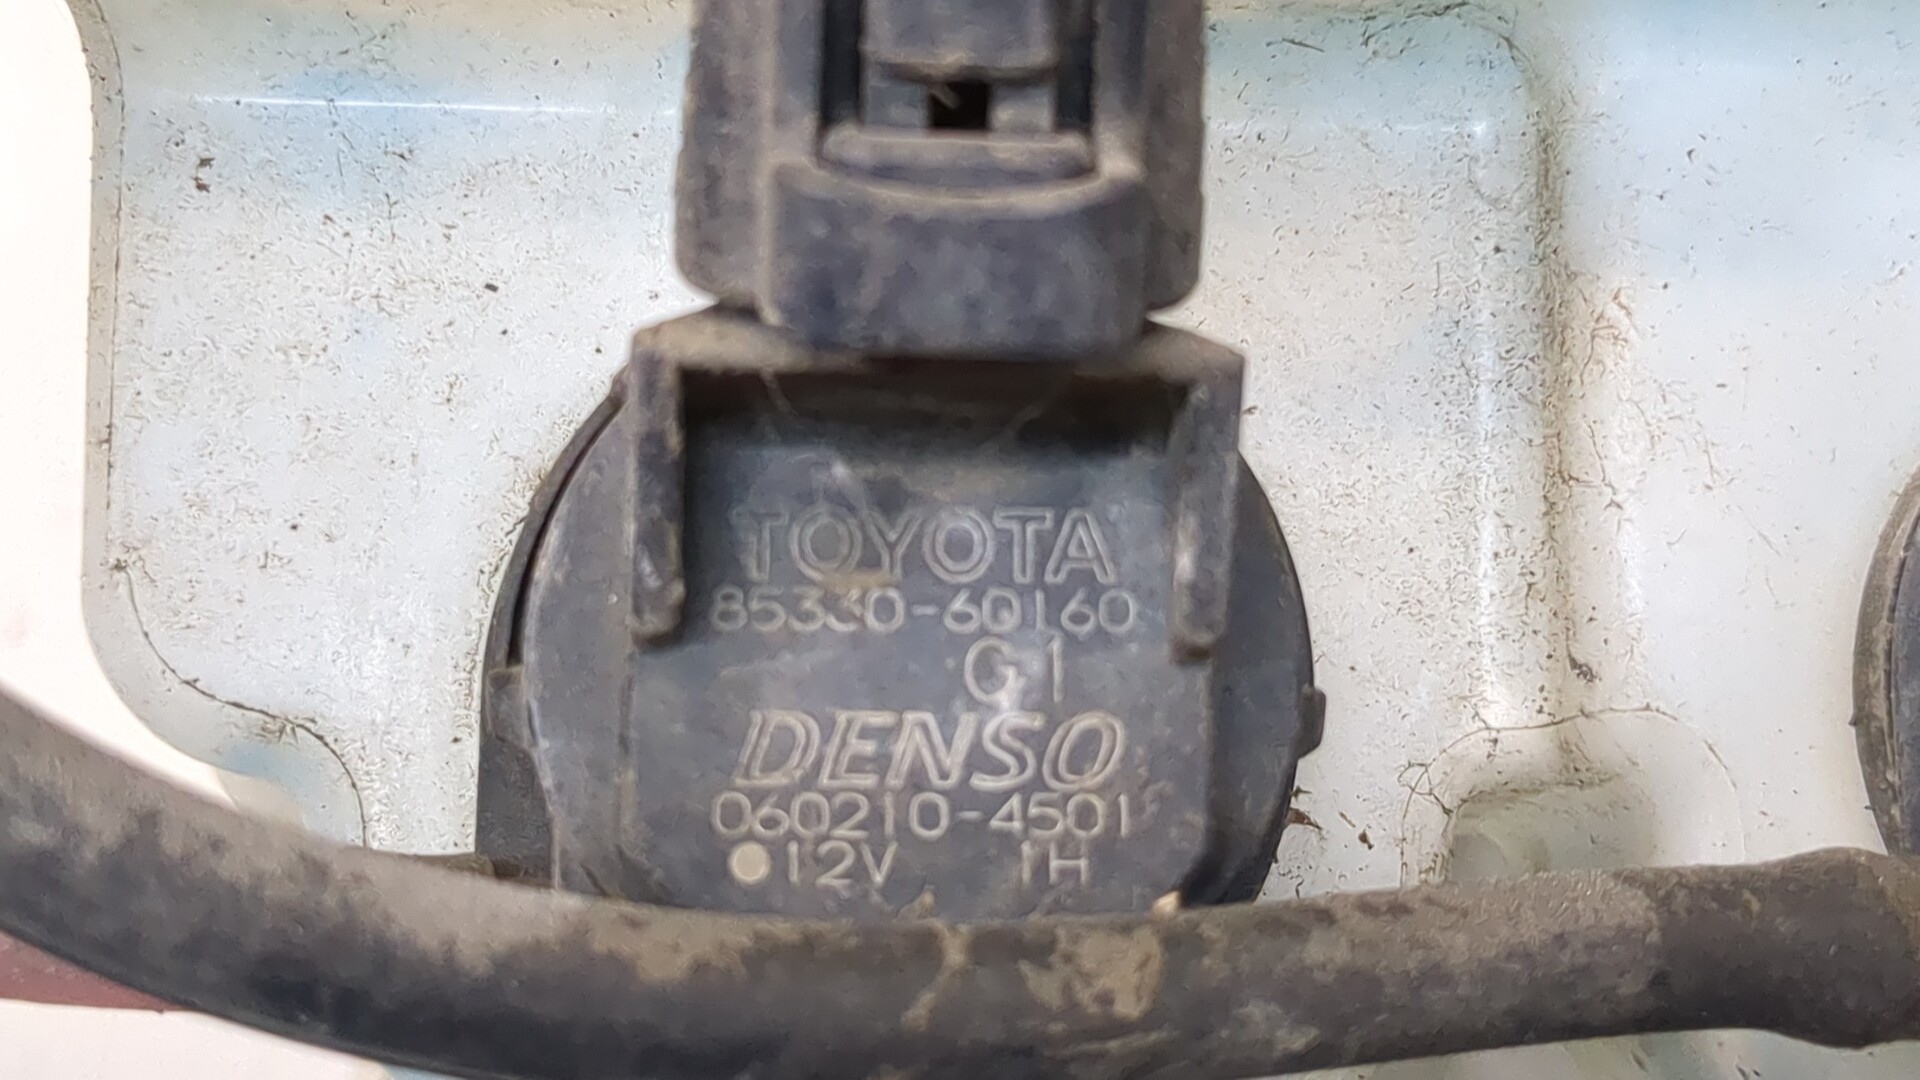 TOYOTA
85330-60160
G1
DENSO
060210-4501
12V 1H